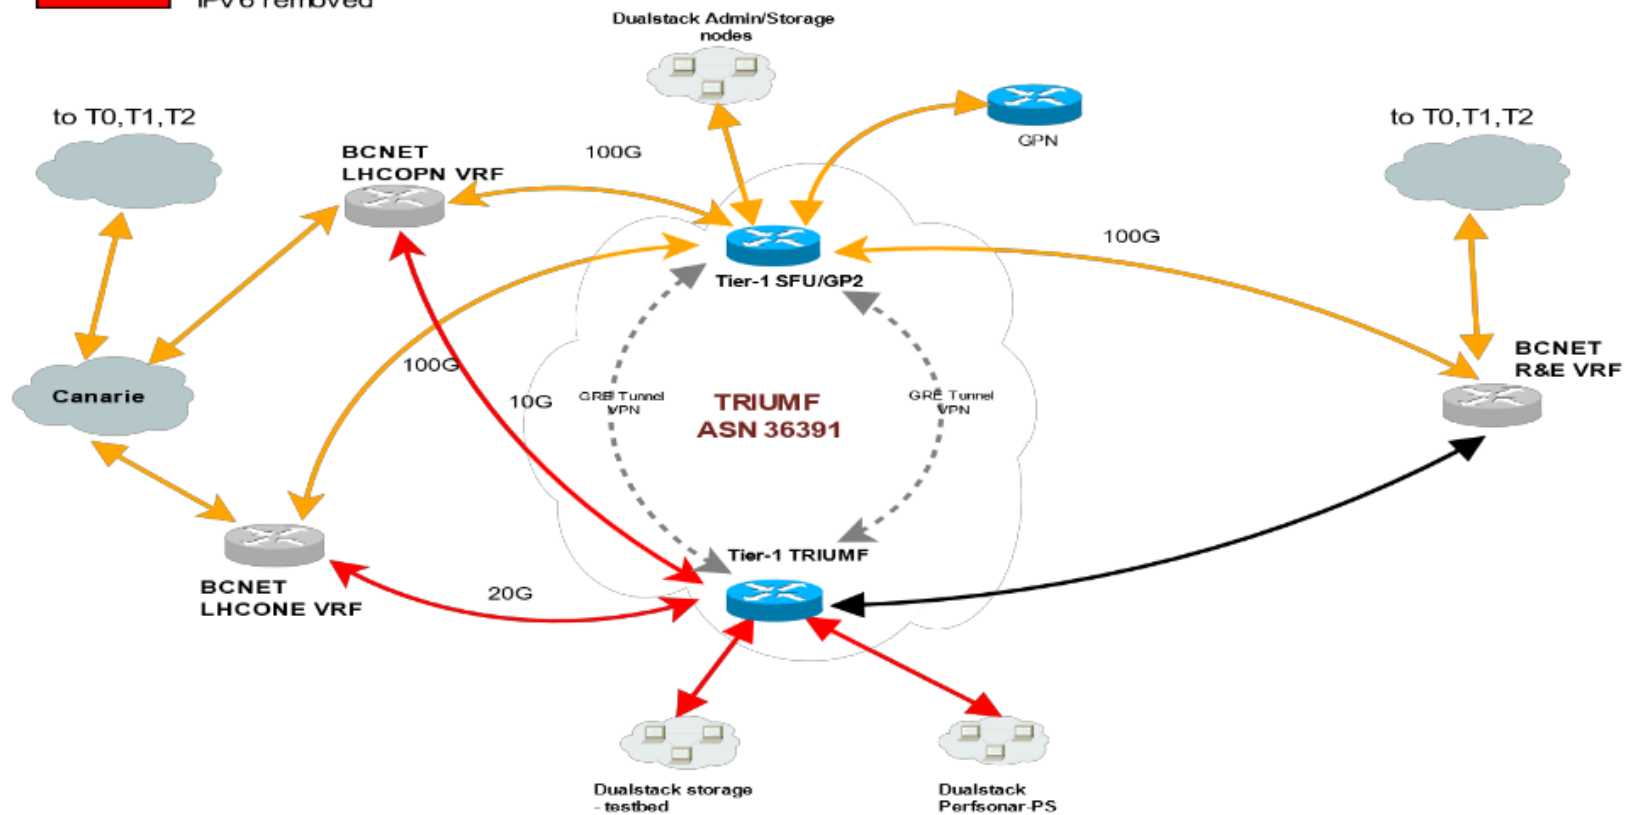 IPv6 removed
Dualstack Admin/Storage
nodes
to T0,T1,T2
to T0,T1,T2
GPN
BCNET
LHCOPN VRF
100G
100G
Tier-1 SFU/GP2
BCNET
R&E VRF
100G
Canarie
10G
GRE Tunnel
VPN
TRIUMF
ASN 36391
GRE Tunnel
VPN
Tier-1 TRIUMF
BCNET
LHCONE VRF
20G
Dualstack storage
- testbed
Dualstack
Perfsonar-PS